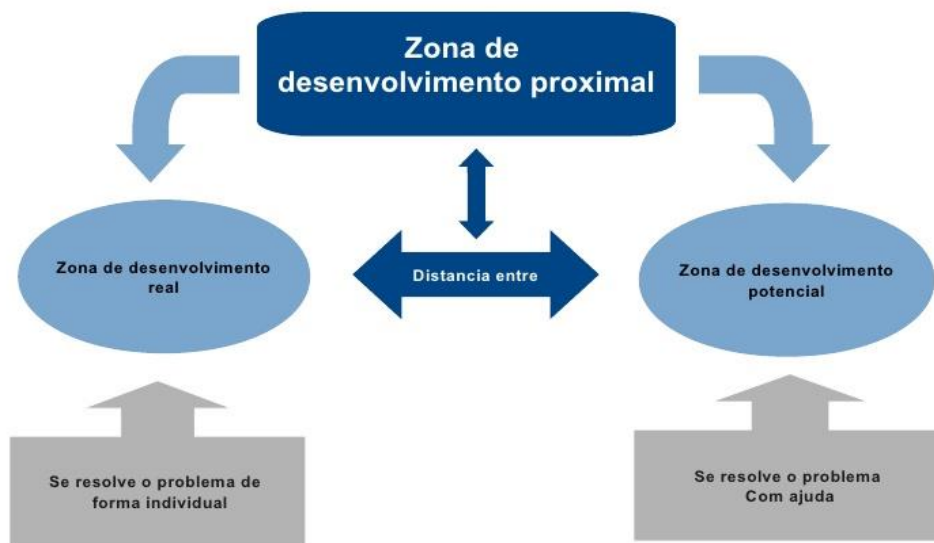 Zona de
desenvolvimento proximal
Zona de desenvolvimento
real
Distancia entre
Zona de desenvolvimento
potencial
Se resolve o problema de
forma individual
Se resolve o problema
Com ajuda